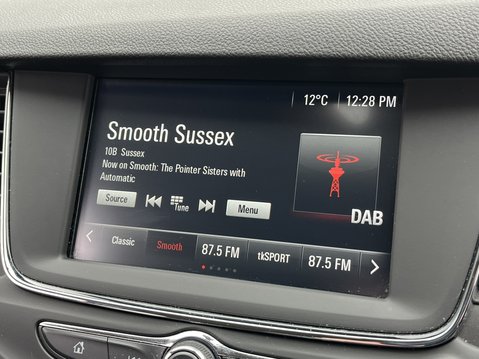 12°C 12:28 PM
Smooth Sussex
10B Sussex
Now on Smooth: The Pointer Sisters with
Automatic
Source Tune Menu
DAB
Classic Smooth 87.5 FM tkSPORT 87.5 FM